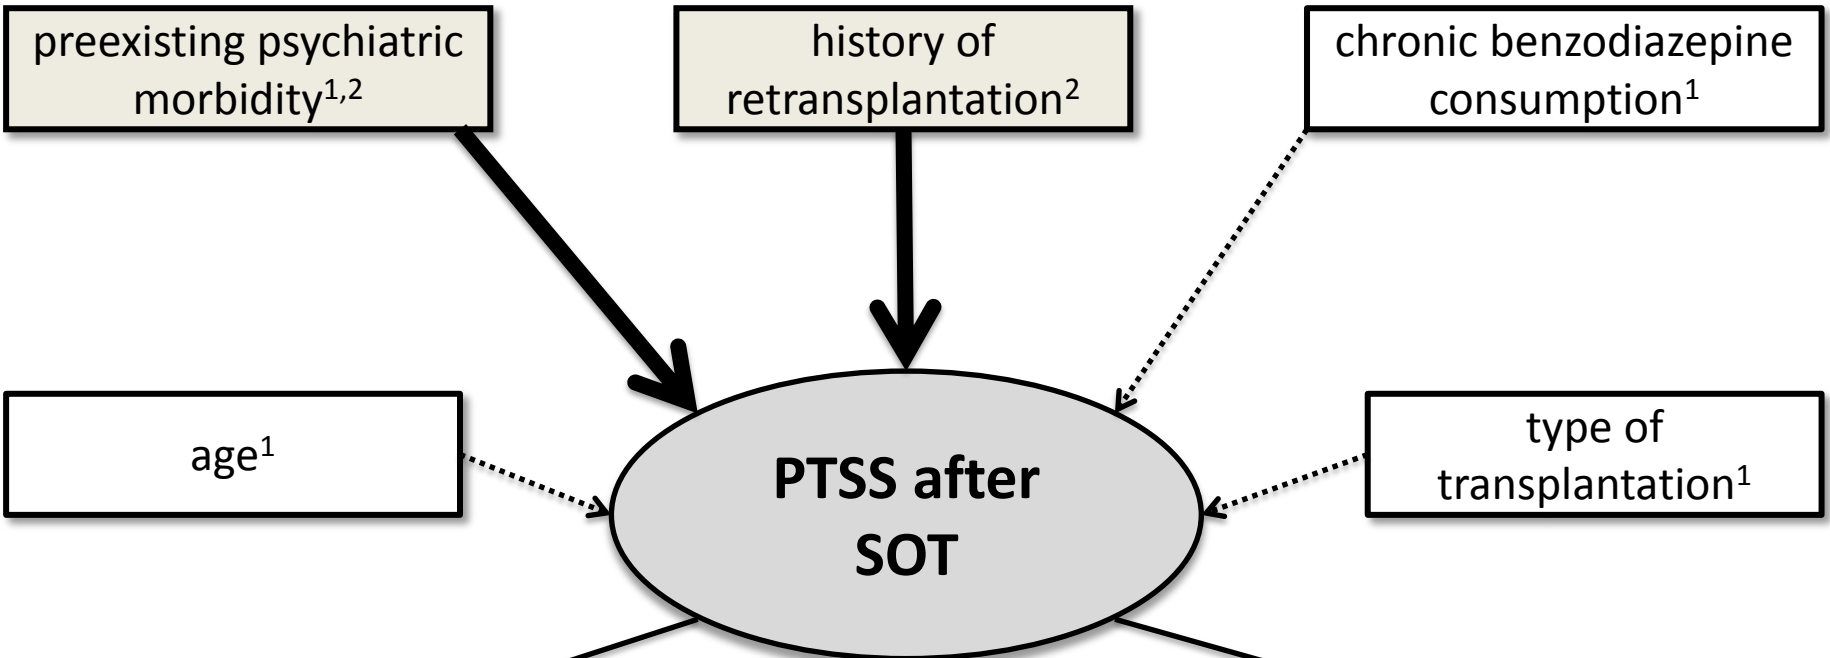 preexisting psychiatric
morbidity¹,²
history of
retransplantation²
chronic benzodiazepine
consumption¹
age¹
PTSS after
SOT
type of
transplantation¹